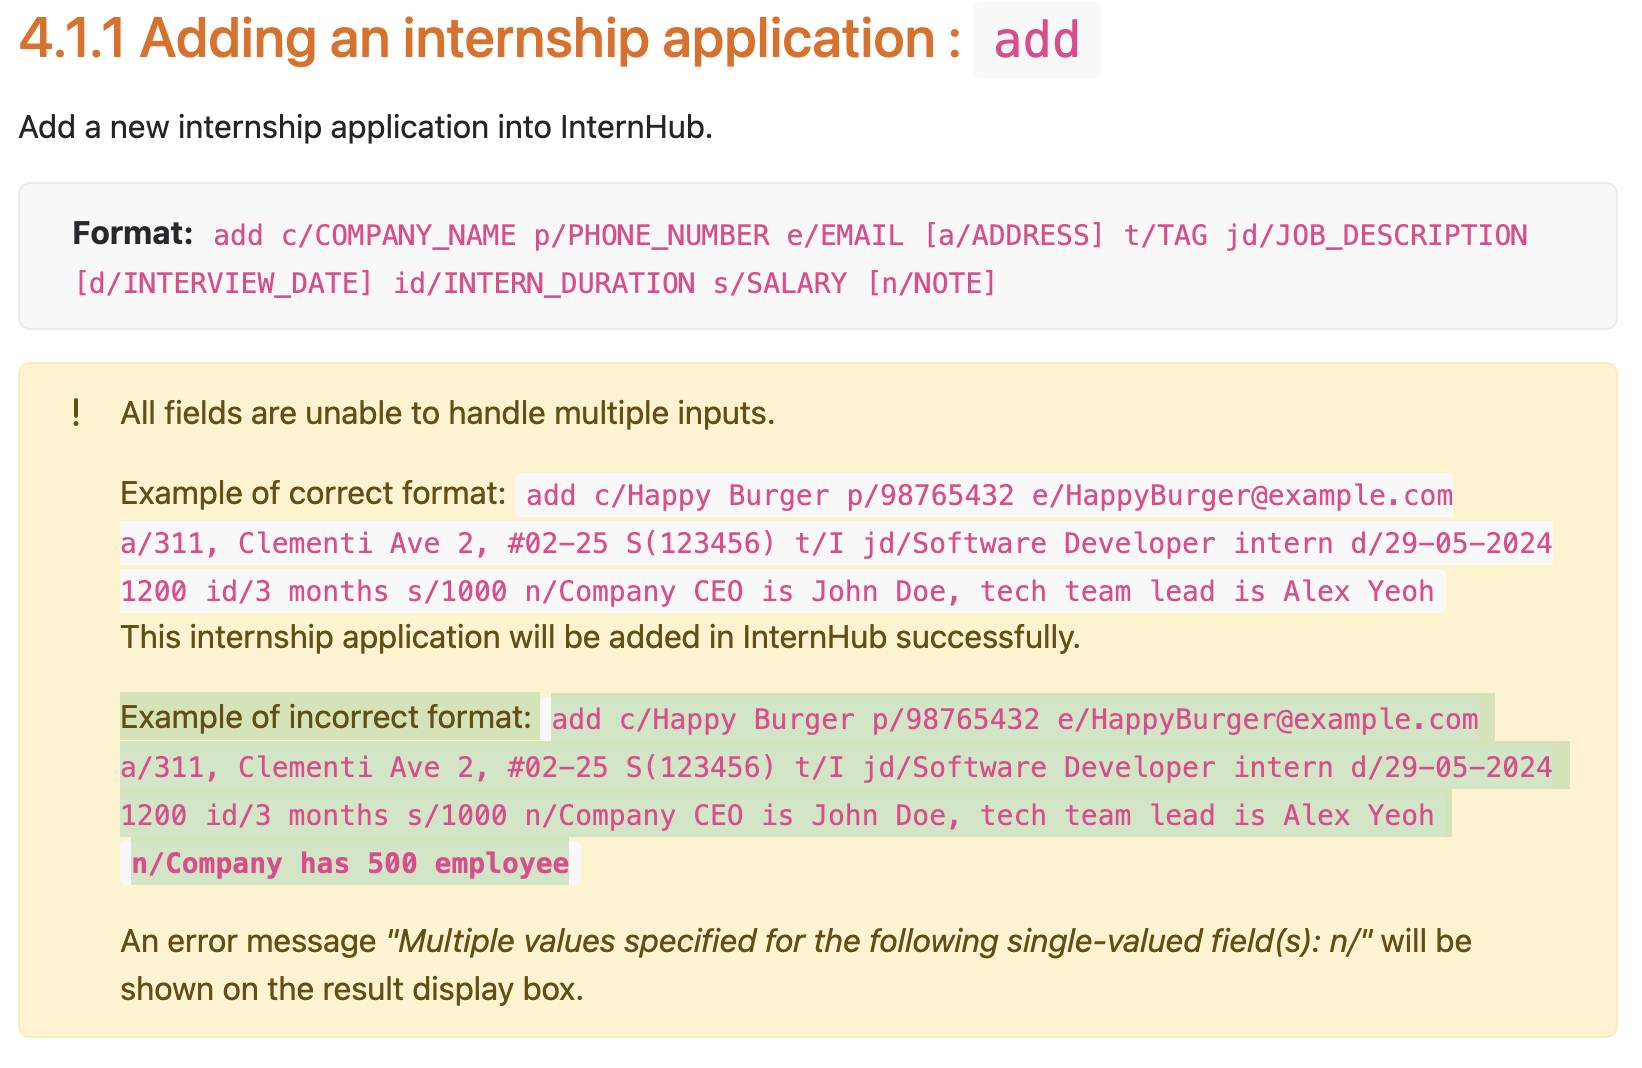 4.1.1 Adding an internship application : add
Add a new internship application into InternHub.
Format: add c/COMPANY_NAME p/PHONE_NUMBER e/EMAIL [a/ADDRESS] t/TAG jd/JOB_DESCRIPTION
[d/INTERVIEW_DATE] id/INTERN_DURATION s/SALARY [n/NOTE]
! All fields are unable to handle multiple inputs.
Example of correct format: add c/Happy Burger p/98765432 e/HappyBurger@example.com
a/311, Clementi Ave 2, #02-25 S(123456) t/I jd/Software Developer intern d/29-05-2024
1200 id/3 months s/1000 n/Company CEO is John Doe, tech team lead is Alex Yeoh
This internship application will be added in InternHub successfully.
Example of incorrect format: add c/Happy Burger p/98765432 e/HappyBurger@example.com
a/311, Clementi Ave 2, #02-25 S(123456) t/I jd/Software Developer intern d/29-05-2024
1200 id/3 months s/1000 n/Company CEO is John Doe, tech team lead is Alex Yeoh
n/Company has 500 employee
An error message "Multiple values specified for the following single-valued field(s): n/" will be
shown on the result display box.